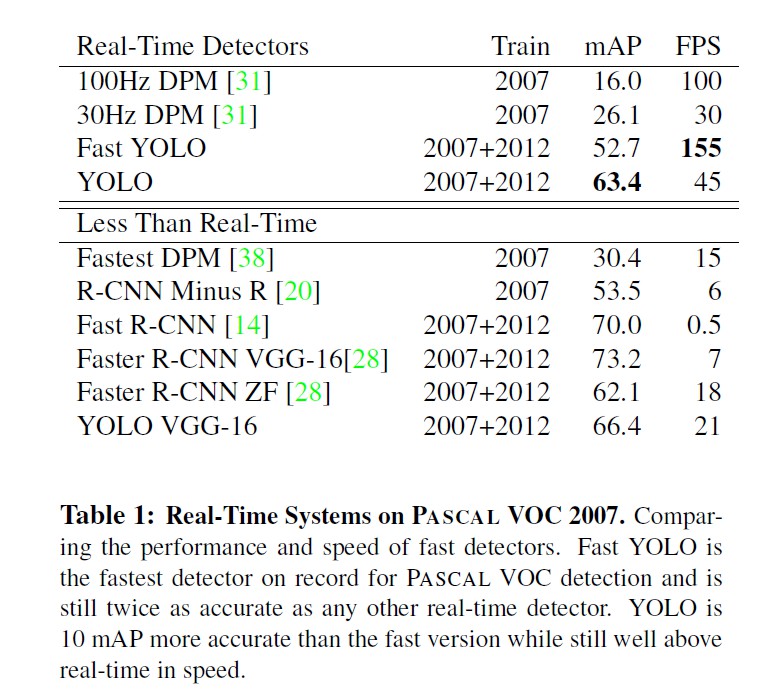 Real-Time Detectors Train mAP FPS
100Hz DPM [31] 2007 16.0 100
30Hz DPM [31] 2007 26.1 30
Fast YOLO 2007+2012 52.7 155
YOLO 2007+2012 63.4 45
Less Than Real-Time
Fastest DPM [38] 2007 30.4 15
R-CNN Minus R [20] 2007 53.5 6
Fast R-CNN [14] 2007+2012 70.0 0.5
Faster R-CNN VGG-16[28] 2007+2012 73.2 7
Faster R-CNN ZF [28] 2007+2012 62.1 18
YOLO VGG-16 2007+2012 66.4 21
Table 1: Real-Time Systems on PASCAL VOC 2007. Compar-
ing the performance and speed of fast detectors. Fast YOLO is
the fastest detector on record for PASCAL VOC detection and is
still twice as accurate as any other real-time detector. YOLO is
10 mAP more accurate than the fast version while still well above
real-time in speed.